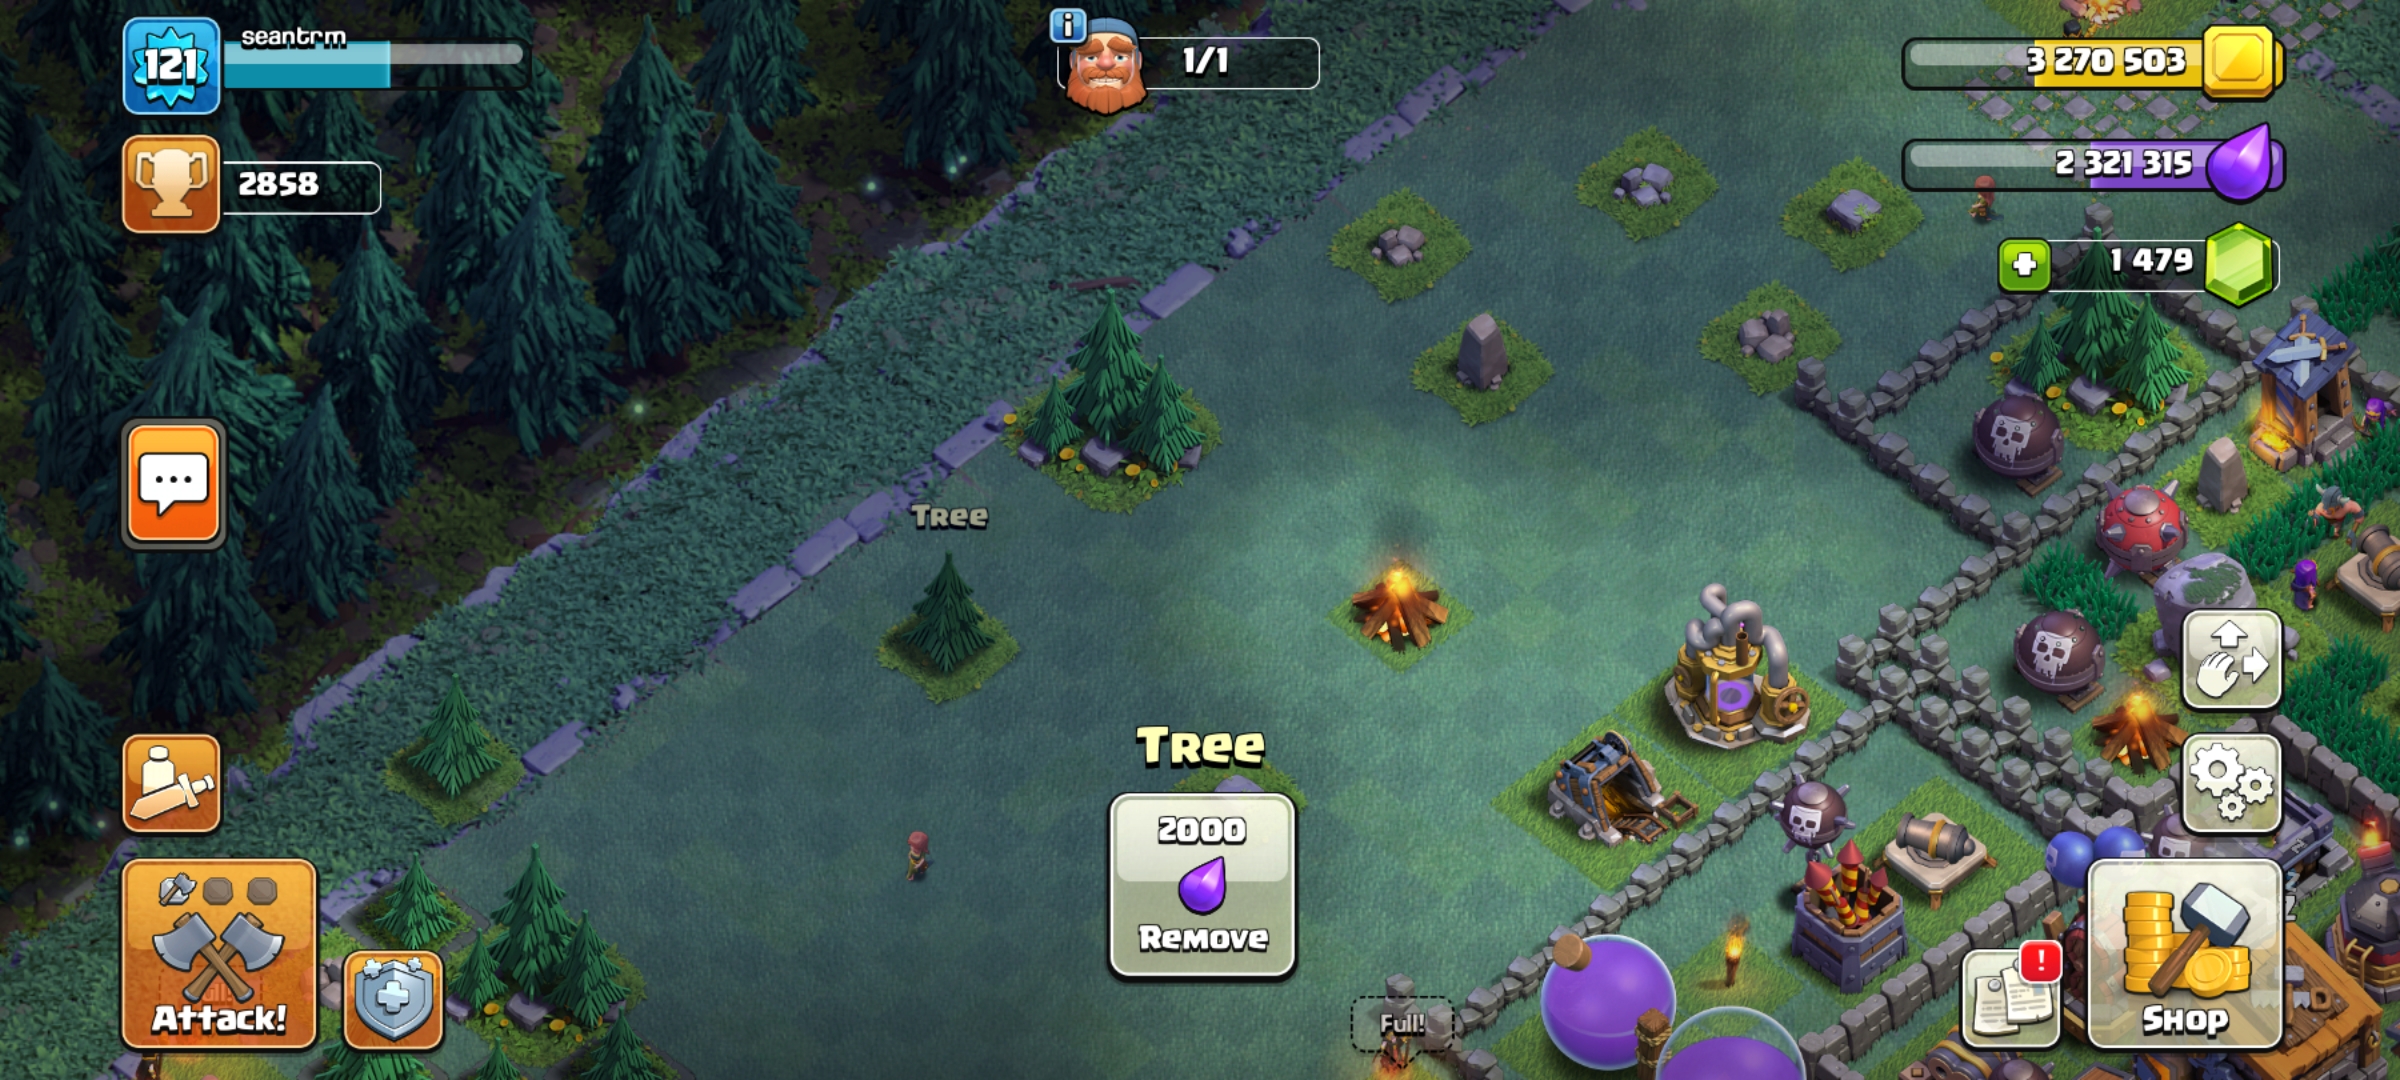 121
seantrm
1/1
3 270 503
2858
2 321 315
1 479
Tree
Tree
2000
Remove
Full!
Attack!
Shop